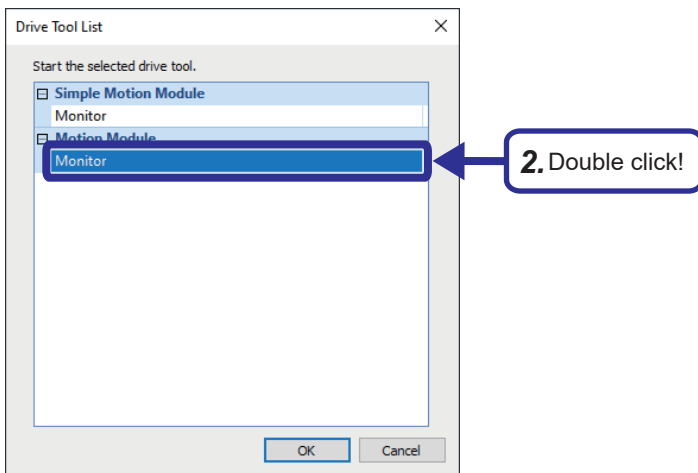 Drive Tool List
Start the selected drive tool.
Simple Motion Module
Monitor
Motion Module
Monitor
2. Double click!
OK Cancel